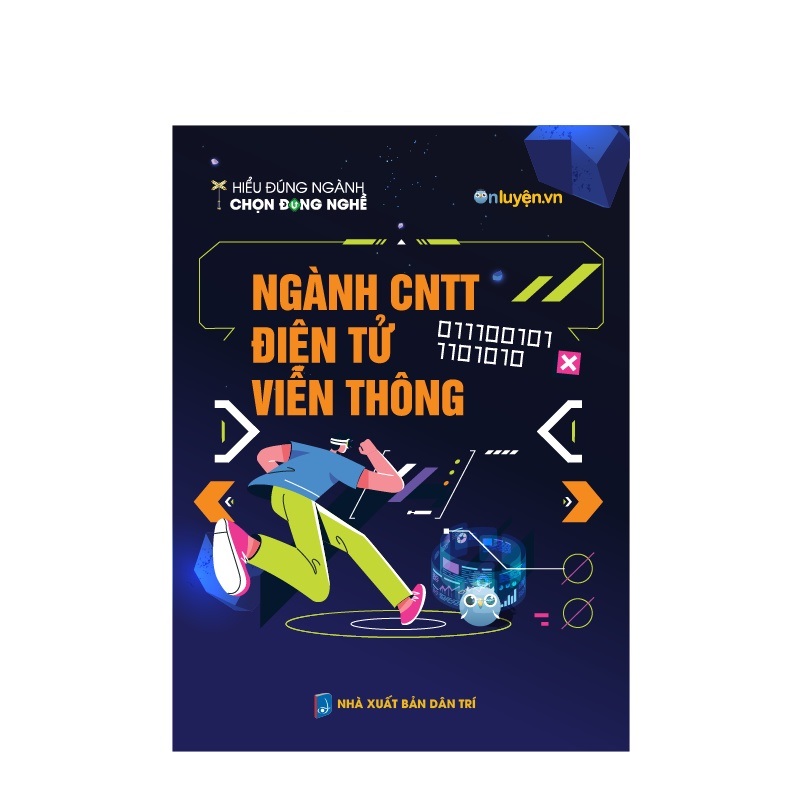 HIỂU ĐÚNG NGÀNH
CHỌN ĐÚNG NGHỀ
Onluyện.vn
NGÀNH CNTT
ĐIỆN TỬ
VIỄN THÔNG
011100101
1101010
NHÀ XUẤT BẢN DÂN TRÍ